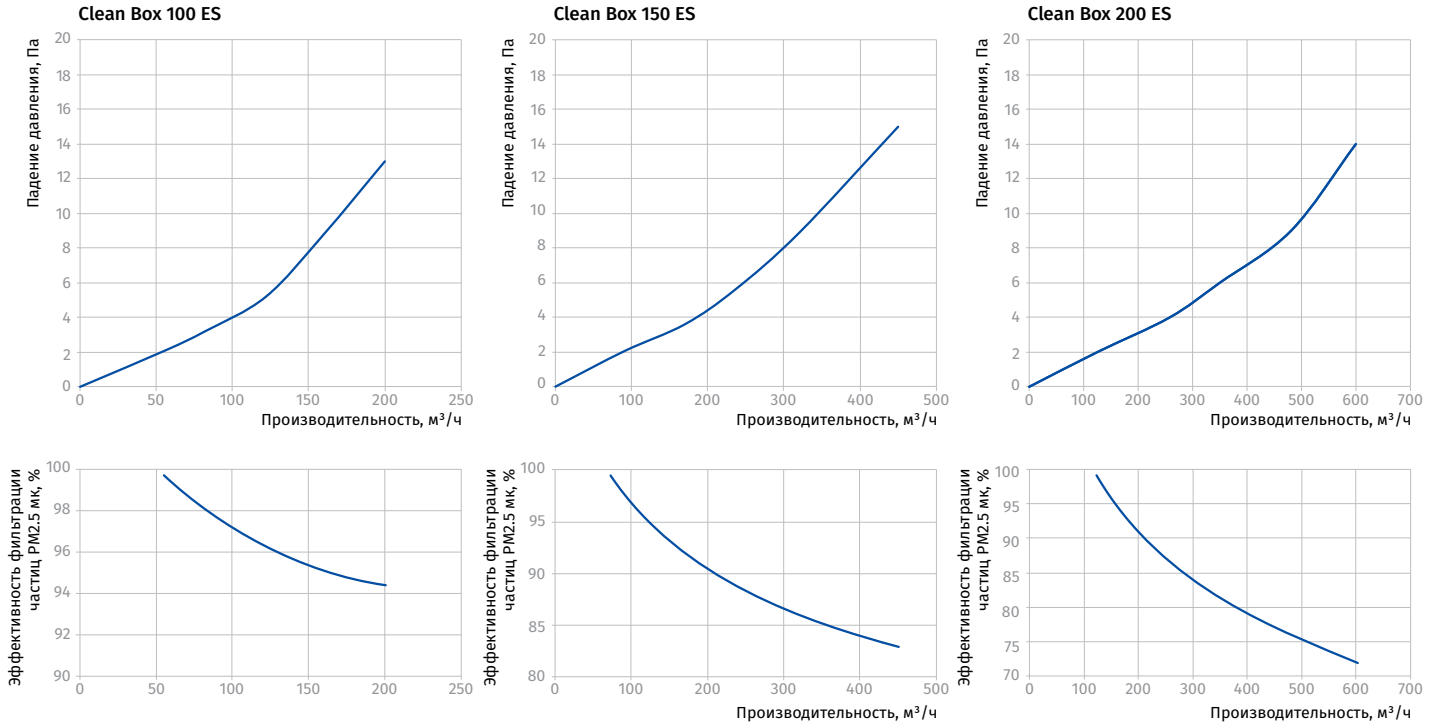 Clean Box 100 ES
Падение давления, Па
20
18
16
14
12
10
8
6
4
2
0
0 50 100 150 200 250
Производительность, м³/ч
Clean Box 150 ES
Падение давления, Па
20
18
16
14
12
10
8
6
4
2
0
0 100 200 300 400 500
Производительность, м³/ч
Clean Box 200 ES
Падение давления, Па
20
18
16
14
12
10
8
6
4
2
0
0 100 200 300 400 500 600 700
Производительность, м³/ч
Эффективность фильтрации
частиц PM2.5 мк, %
100
98
96
94
92
90
0 50 100 150 200 250
Эффективность фильтрации
частиц PM2.5 мк, %
100
95
90
85
80
0 100 200 300 400 500
Производительность, м³/ч
Эффективность фильтрации
частиц PM2.5 мк, %
100
95
90
85
80
75
70
0 100 200 300 400 500 600 700
Производительность, м³/ч